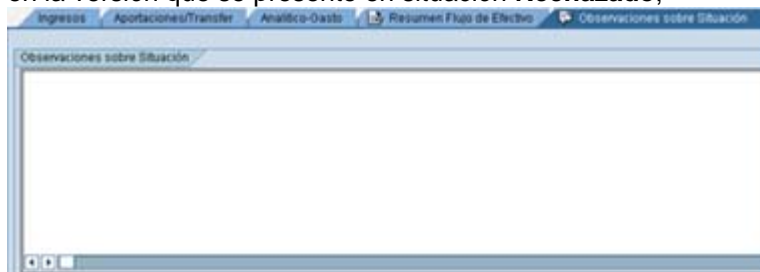 en la versión que se presentó en situación Rechazado;
Ingresos Aportaciones/Transfer Analítico-Gasto Resumen Flujo de Efectivo Observaciones sobre Situación
Observaciones sobre Situación